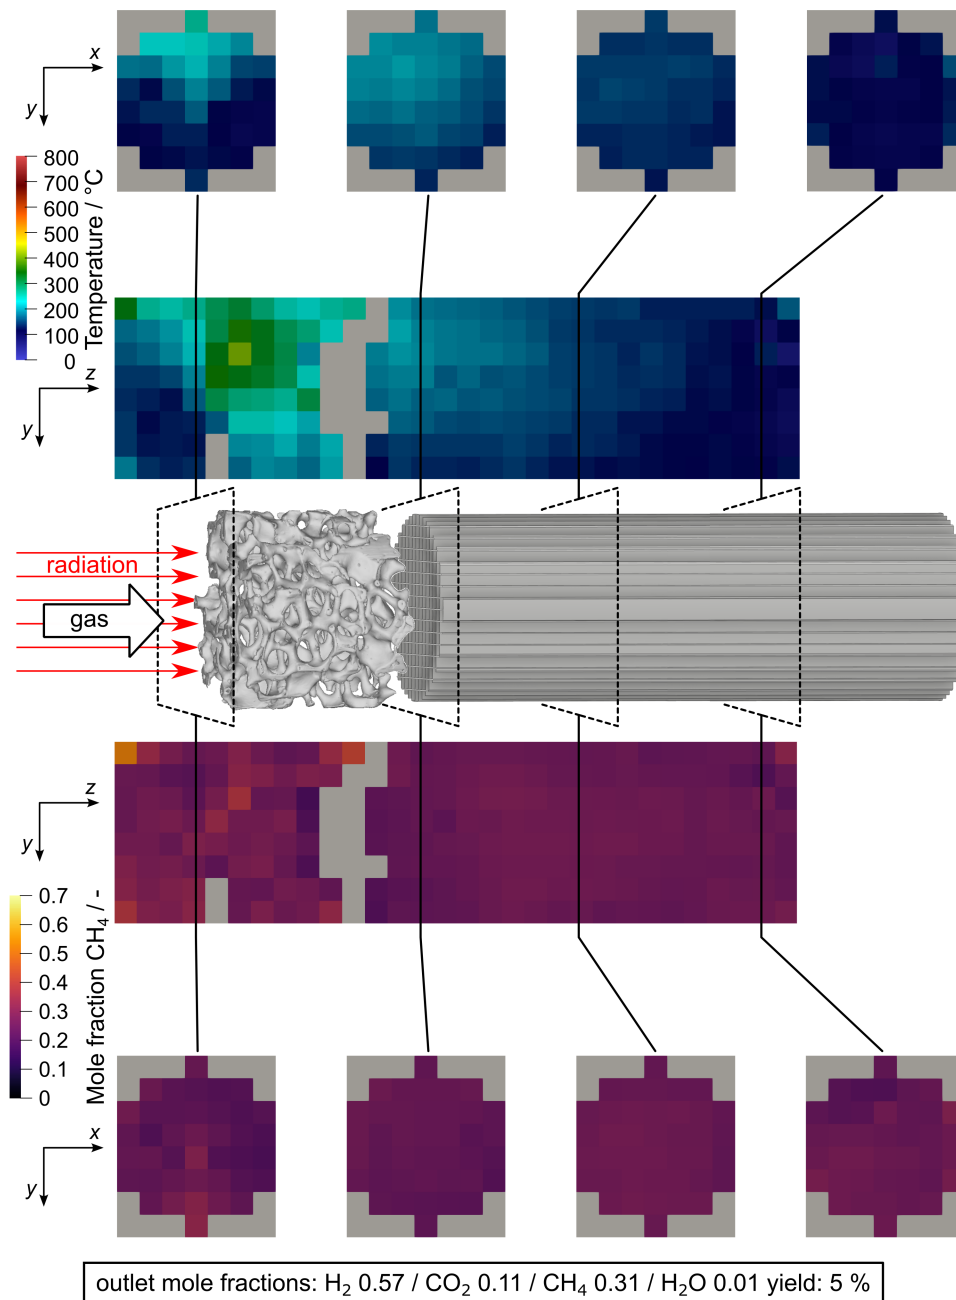 x
y
800
700
600
500
400
300
200
100
0
Temperature / °C
z
y
radiation
gas
z
y
0.7
0.6
0.5
0.4
0.3
0.2
0.1
0
Mole fraction CH₄ / -
x
y
outlet mole fractions: H₂ 0.57 / CO₂ 0.11 / CH₄ 0.31 / H₂O 0.01 yield: 5 %